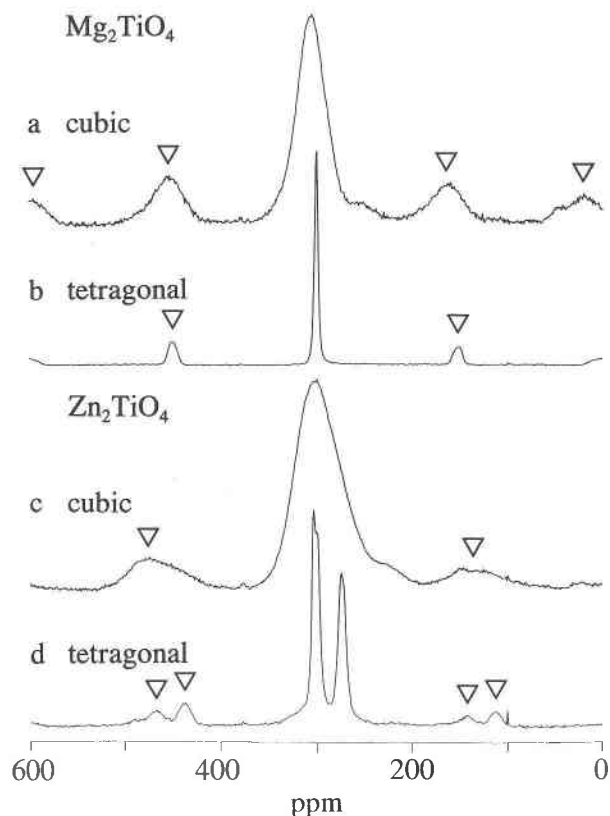 Mg₂TiO₄
a cubic
b tetragonal
Zn₂TiO₄
c cubic
d tetragonal
600 400 200 0
ppm